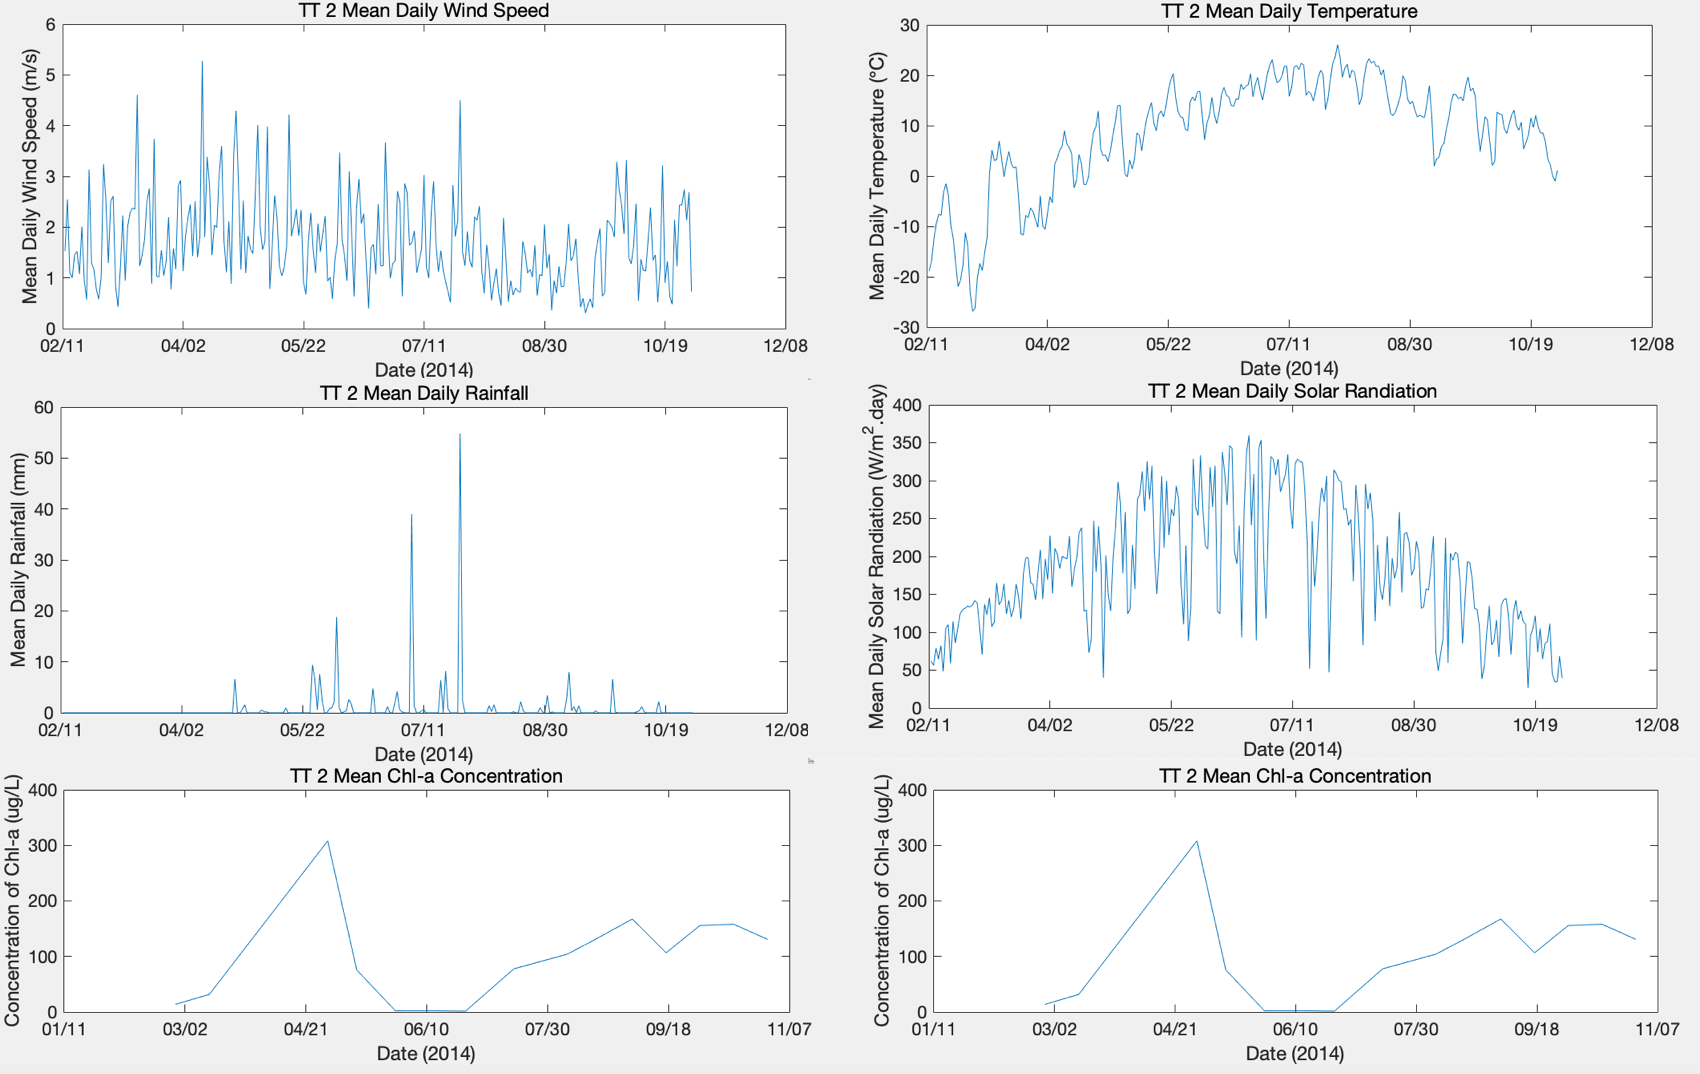 TT 2 Mean Daily Wind Speed
Mean Daily Wind Speed (m/s)
6
5
4
3
2
1
0
02/11 04/02 05/22 07/11 08/30 10/19 12/08
Date (2014)
TT 2 Mean Daily Temperature
Mean Daily Temperature (°C)
30
20
10
0
-10
-20
-30
02/11 04/02 05/22 07/11 08/30 10/19 12/08
Date (2014)
TT 2 Mean Daily Rainfall
Mean Daily Rainfall (mm)
60
50
40
30
20
10
0
02/11 04/02 05/22 07/11 08/30 10/19 12/08
Date (2014)
TT 2 Mean Daily Solar Randiation
Mean Daily Solar Randiation (W/m².day)
400
350
300
250
200
150
100
50
0
02/11 04/02 05/22 07/11 08/30 10/19 12/08
Date (2014)
TT 2 Mean Chl-a Concentration
Concentration of Chl-a (ug/L)
400
300
200
100
0
01/11 03/02 04/21 06/10 07/30 09/18 11/07
Date (2014)
TT 2 Mean Chl-a Concentration
Concentration of Chl-a (ug/L)
400
300
200
100
0
01/11 03/02 04/21 06/10 07/30 09/18 11/07
Date (2014)